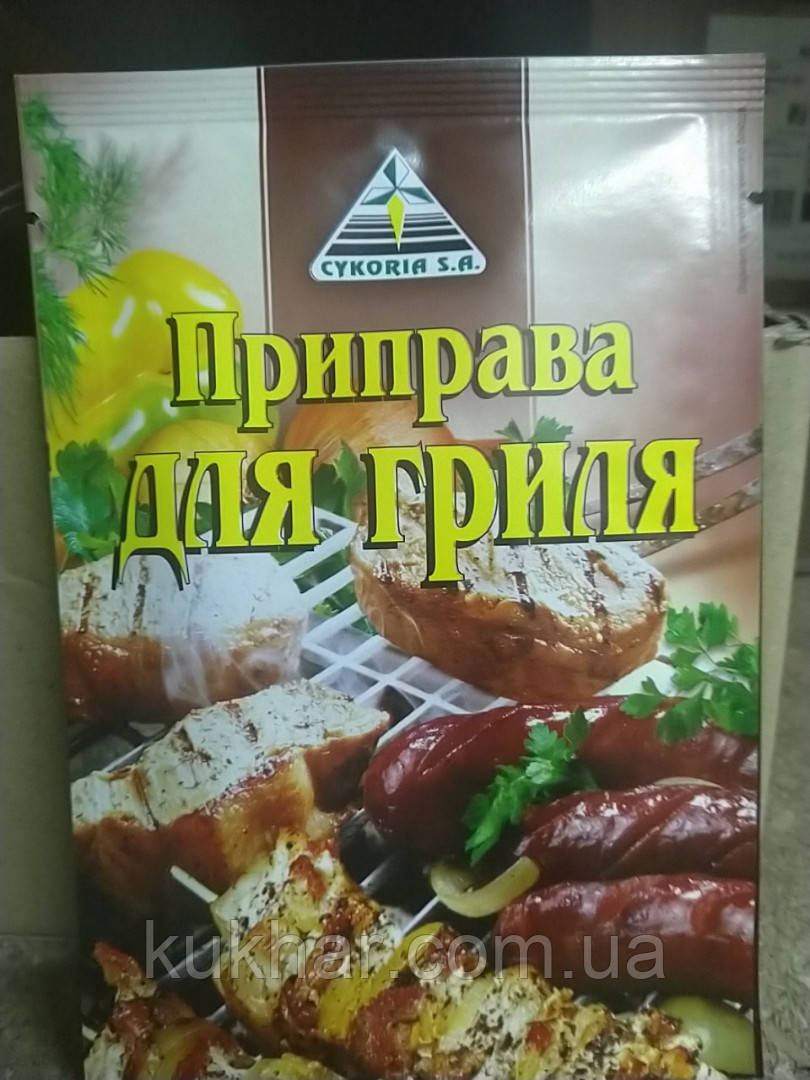 CYKORIA S.A.
Приправа
для гриля
kukhar.com.ua